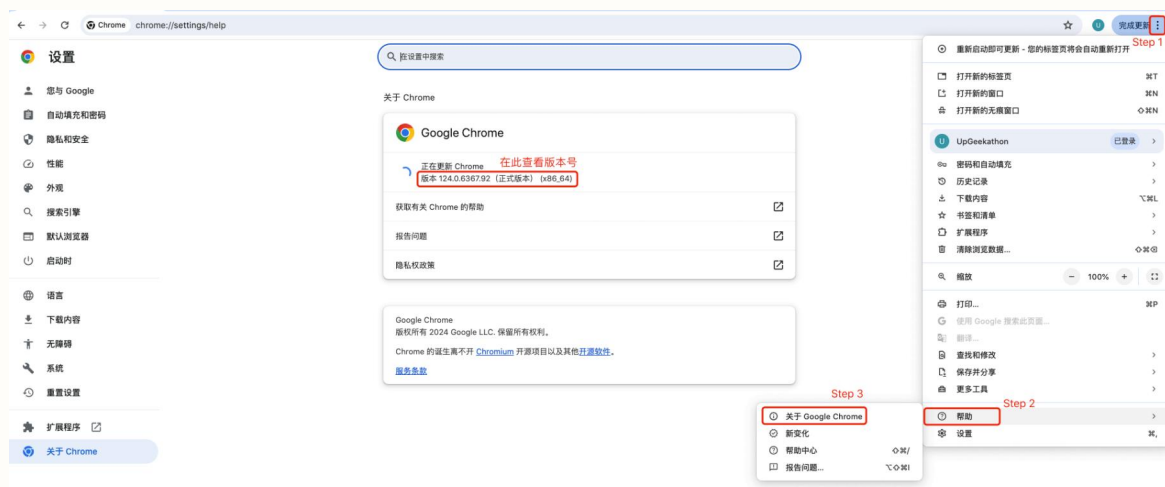 Chrome chrome://settings/help 完成更新
Step 1
设置
在设置中搜索
您与 Google
自动填充和密码
隐私和安全
性能
外观
搜索引擎
默认浏览器
启动时
语言
下载内容
无障碍
系统
重置设置
扩展程序
关于 Chrome
关于 Chrome
Google Chrome
正在更新 Chrome 在此查看版本号
版本 124.0.6367.92（正式版本） (x86_64)
获取有关 Chrome 的帮助
报告问题
隐私权政策
Google Chrome
版权所有 2024 Google LLC. 保留所有权利。
Chrome 的诞生离不开 Chromium 开源项目以及其他开源软件。
服务条款
重新启动即可更新 - 您的标签页将会自动重新打开
打开新的标签页 ⌘T
打开新的窗口 ⌘N
打开新的无痕窗口 ⇧⌘N
U UpGeekathon 已登录
密码和自动填充
历史记录
下载内容 ⌥⌘L
书签和清单
扩展程序
清除浏览数据... ⇧⌘⌫
缩放 − 100% +
打印... ⌘P
使用 Google 搜索此页面...
翻译...
查找和修改
保存并分享
更多工具
Step 2
帮助
设置 ⌘,
Step 3
关于 Google Chrome
新变化
帮助中心 ⇧⌘/
报告问题... ⌥⇧⌘I